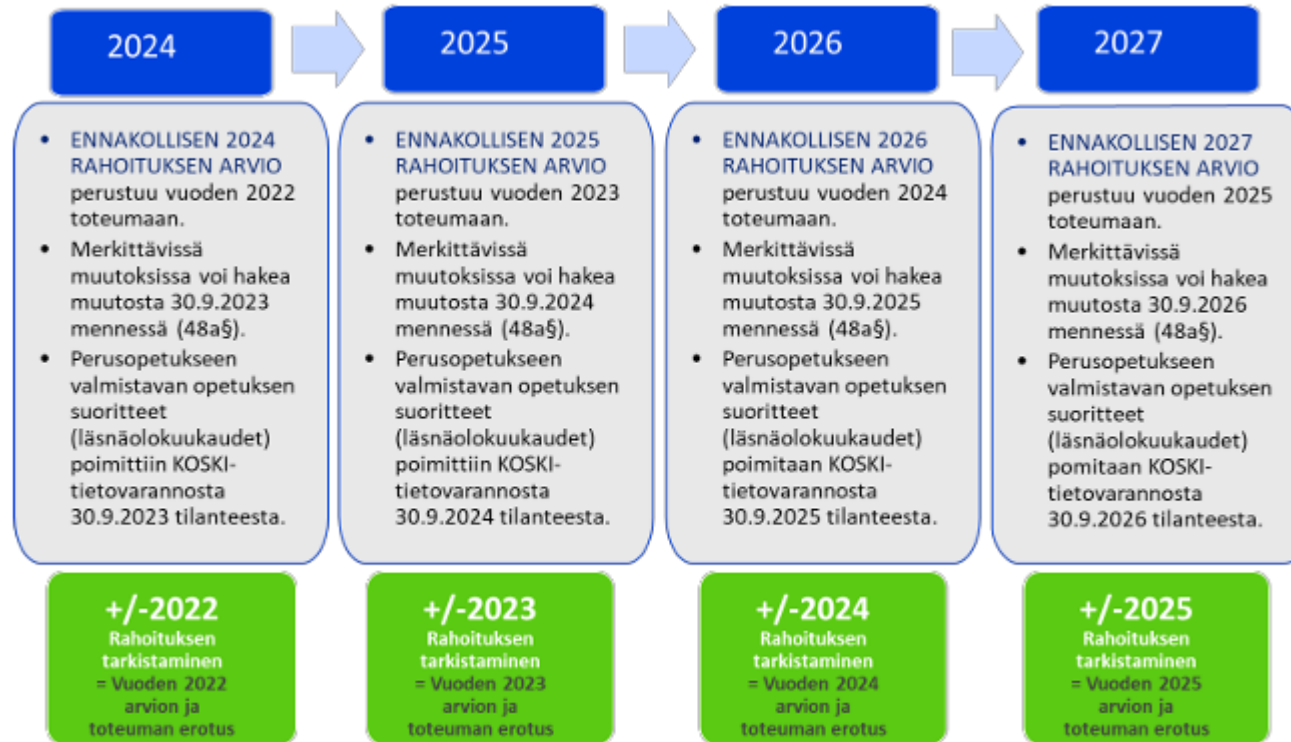 2024
2025
2026
2027
• ENNAKOLLISEN 2024
RAHOITUKSEN ARVIO
perustuu vuoden 2022
toteumaan.
• Merkittävissä
muutoksissa voi hakea
muutosta 30.9.2023
mennessä (48a§).
• Perusopetukseen
valmistavan opetuksen
suoritteet
(läsnäolokuukaudet)
poimittiin KOSKI-
tietovarannosta
30.9.2023 tilanteesta.
• ENNAKOLLISEN 2025
RAHOITUKSEN ARVIO
perustuu vuoden 2023
toteumaan.
• Merkittävissä
muutoksissa voi hakea
muutosta 30.9.2024
mennessä (48a§).
• Perusopetukseen
valmistavan opetuksen
suoritteet
(läsnäolokuukaudet)
poimittiin KOSKI-
tietovarannosta
30.9.2024 tilanteesta.
• ENNAKOLLISEN 2026
RAHOITUKSEN ARVIO
perustuu vuoden 2024
toteumaan.
• Merkittävissä
muutoksissa voi hakea
muutosta 30.9.2025
mennessä (48a§).
• Perusopetukseen
valmistavan opetuksen
suoritteet
(läsnäolokuukaudet)
poimitaan KOSKI-
tietovarannosta
30.9.2025 tilanteesta.
• ENNAKOLLISEN 2027
RAHOITUKSEN ARVIO
perustuu vuoden 2025
toteumaan.
• Merkittävissä
muutoksissa voi hakea
muutosta 30.9.2026
mennessä (48a§).
• Perusopetukseen
valmistavan opetuksen
suoritteet
(läsnäolokuukaudet)
pomitaan KOSKI-
tietovarannosta
30.9.2026 tilanteesta.
+/-2022
Rahoituksen
tarkistaminen
= Vuoden 2022
arvion ja
toteuman erotus
+/-2023
Rahoituksen
tarkistaminen
= Vuoden 2023
arvion ja
toteuman erotus
+/-2024
Rahoituksen
tarkistaminen
= Vuoden 2024
arvion ja
toteuman erotus
+/-2025
Rahoituksen
tarkistaminen
= Vuoden 2025
arvion ja
toteuman erotus